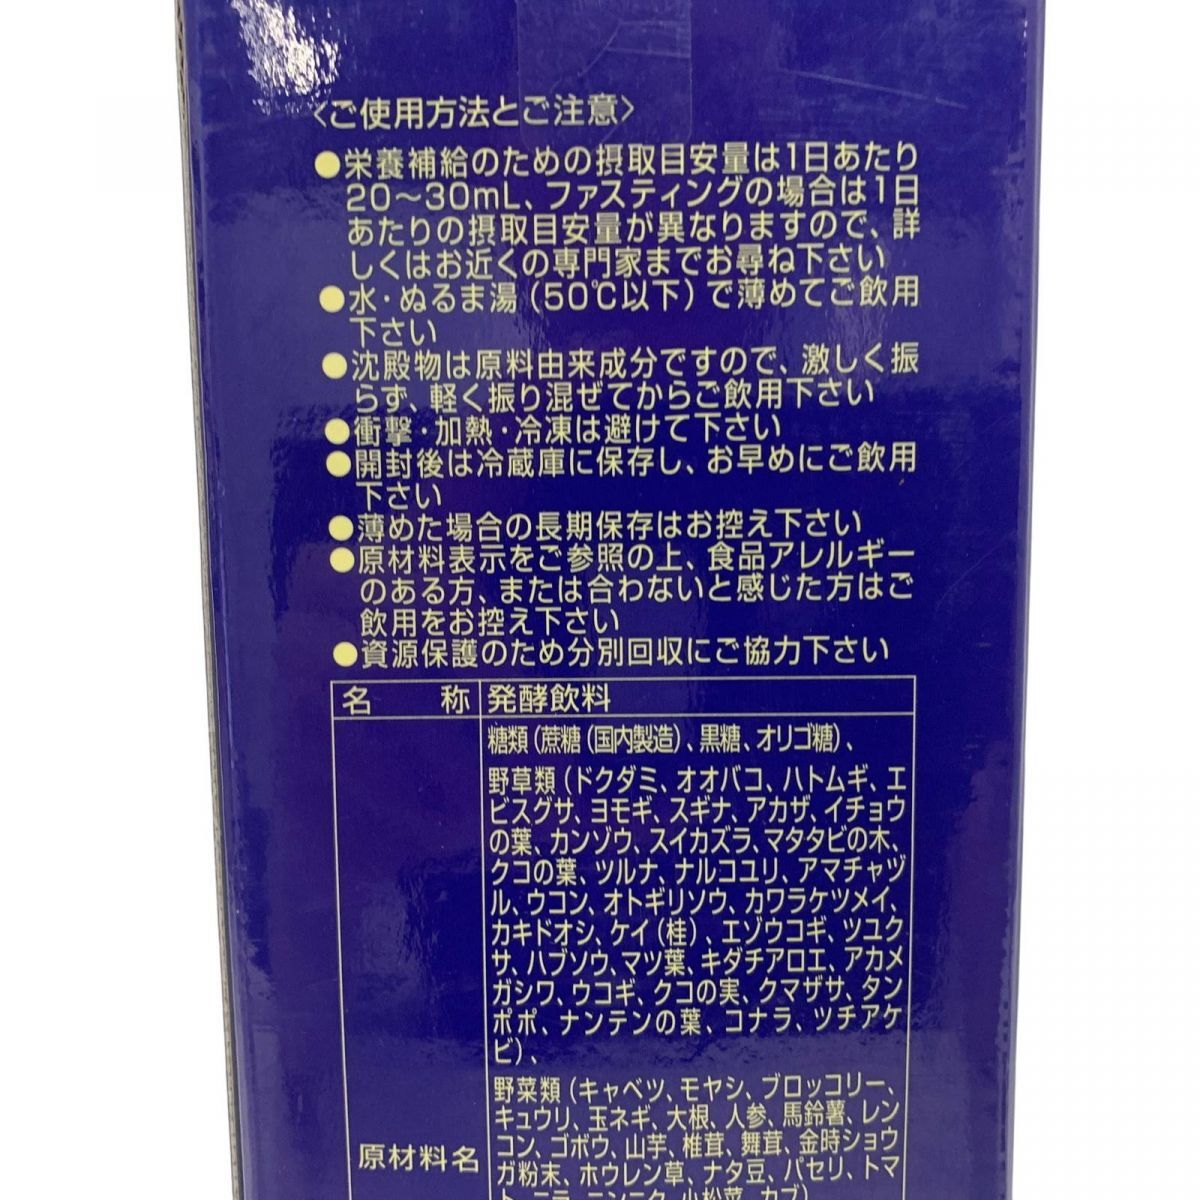 〈ご使用方法とご注意〉
●栄養補給のための摂取目安量は1日あたり
20～30mL、ファスティングの場合は1日
あたりの摂取目安量が異なりますので、詳
しくはお近くの専門家までお尋ね下さい
●水・ぬるま湯(50℃以下)で薄めてご飲用
下さい
●沈殿物は原料由来成分ですので、激しく振
らず、軽く振り混ぜてからご飲用下さい
●衝撃・加熱・冷凍は避けて下さい
●開封後は冷蔵庫に保存し、お早めにご飲用
下さい
●薄めた場合の長期保存はお控え下さい
●原材料表示をご参照の上、食品アレルギー
のある方、または合わないと感じた方はご
飲用をお控え下さい
●資源保護のため分別回収にご協力下さい
名 称 発酵飲料
原材料名
糖類(蔗糖(国内製造)、黒糖、オリゴ糖)、
野草類(ドクダミ、オオバコ、ハトムギ、エ
ビスグサ、ヨモギ、スギナ、アカザ、イチョウ
の葉、カンゾウ、スイカズラ、マタタビの木、
クコの葉、ツルナ、ナルコユリ、アマチャヅ
ル、ウコン、オトギリソウ、カワラケツメイ、
カキドオシ、ケイ(桂)、エゾウコギ、ツユク
サ、ハブソウ、マツ葉、キダチアロエ、アカメ
ガシワ、ウコギ、クコの実、クマザサ、タン
ポポ、ナンテンの葉、コナラ、ツチアケ
ビ)、
野菜類(キャベツ、モヤシ、ブロッコリー、
キュウリ、玉ネギ、大根、人参、馬鈴薯、レン
コン、ゴボウ、山芋、椎茸、舞茸、金時ショウ
ガ粉末、ホウレン草、ナタ豆、パセリ、トマ
ト、ニラ、ニンニク、小松菜、カブ)、